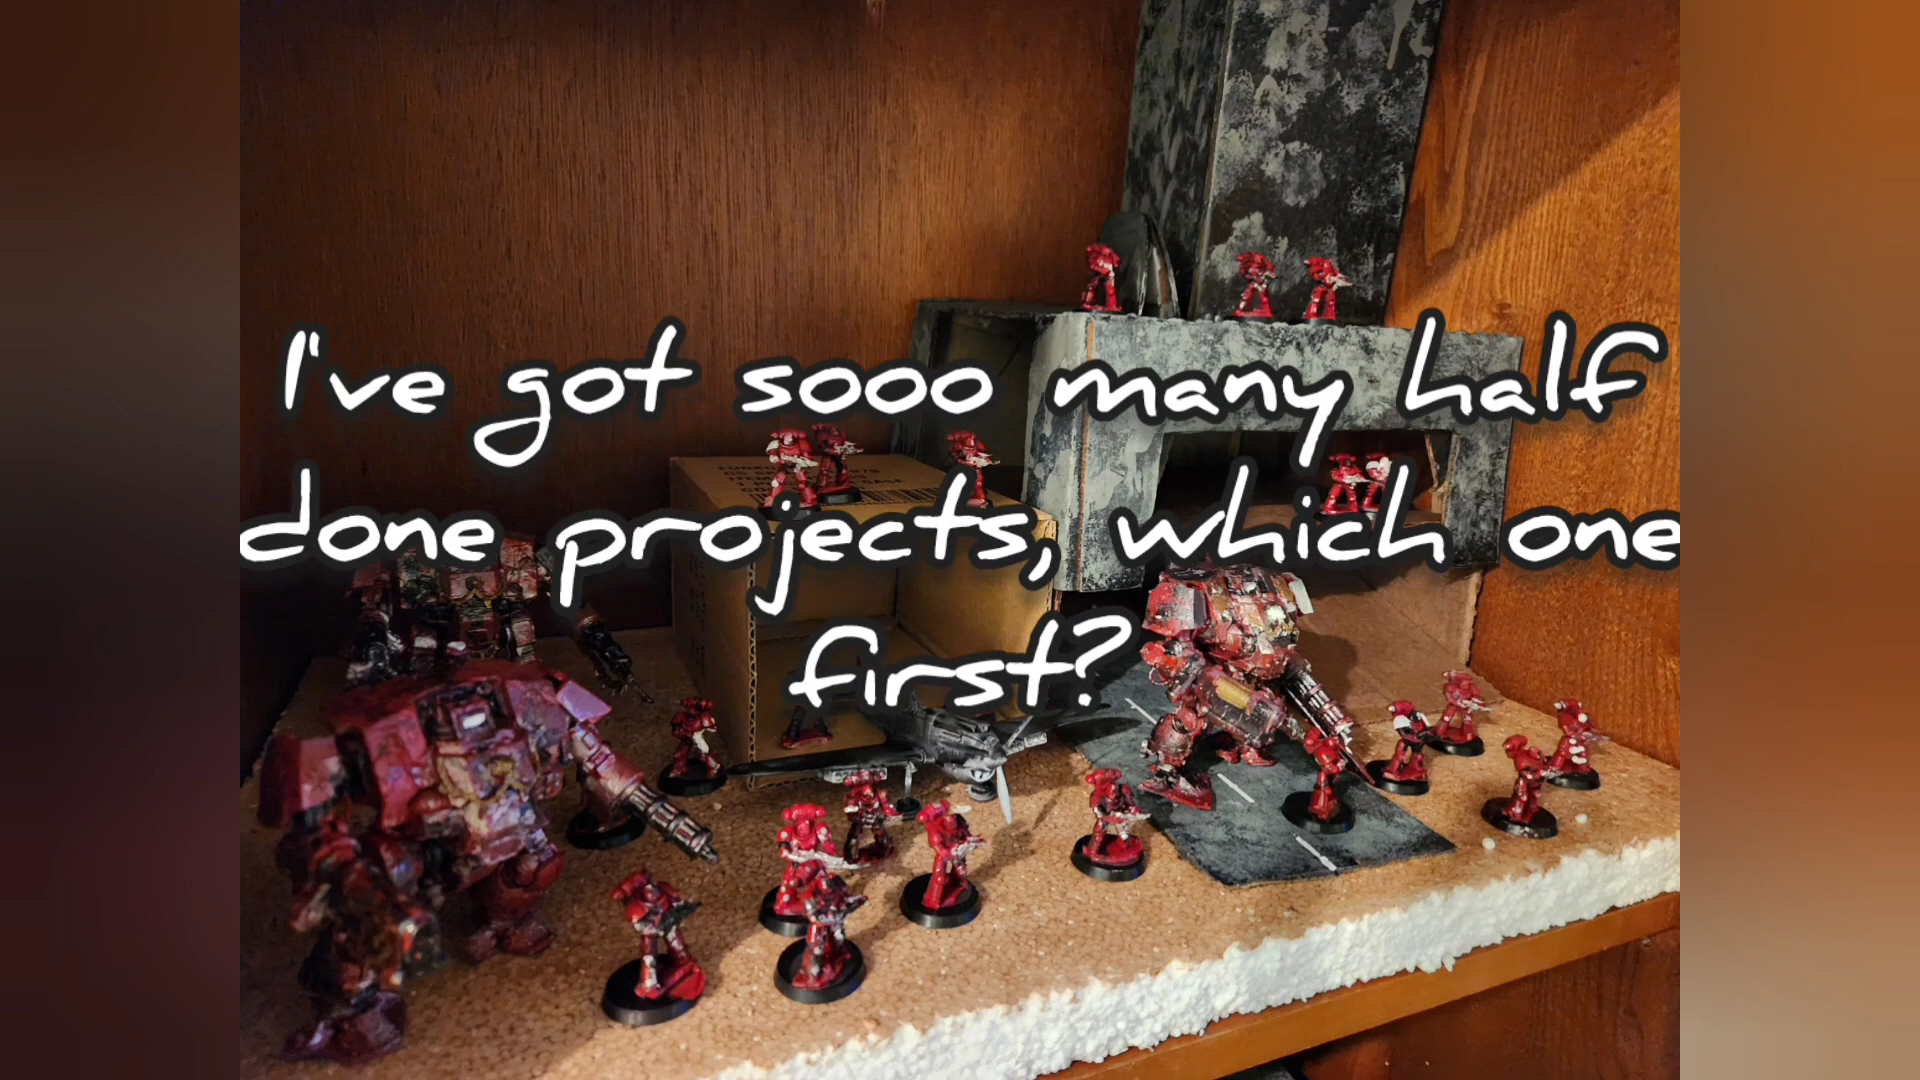 I've got sooo many half
done projects, which one
first?